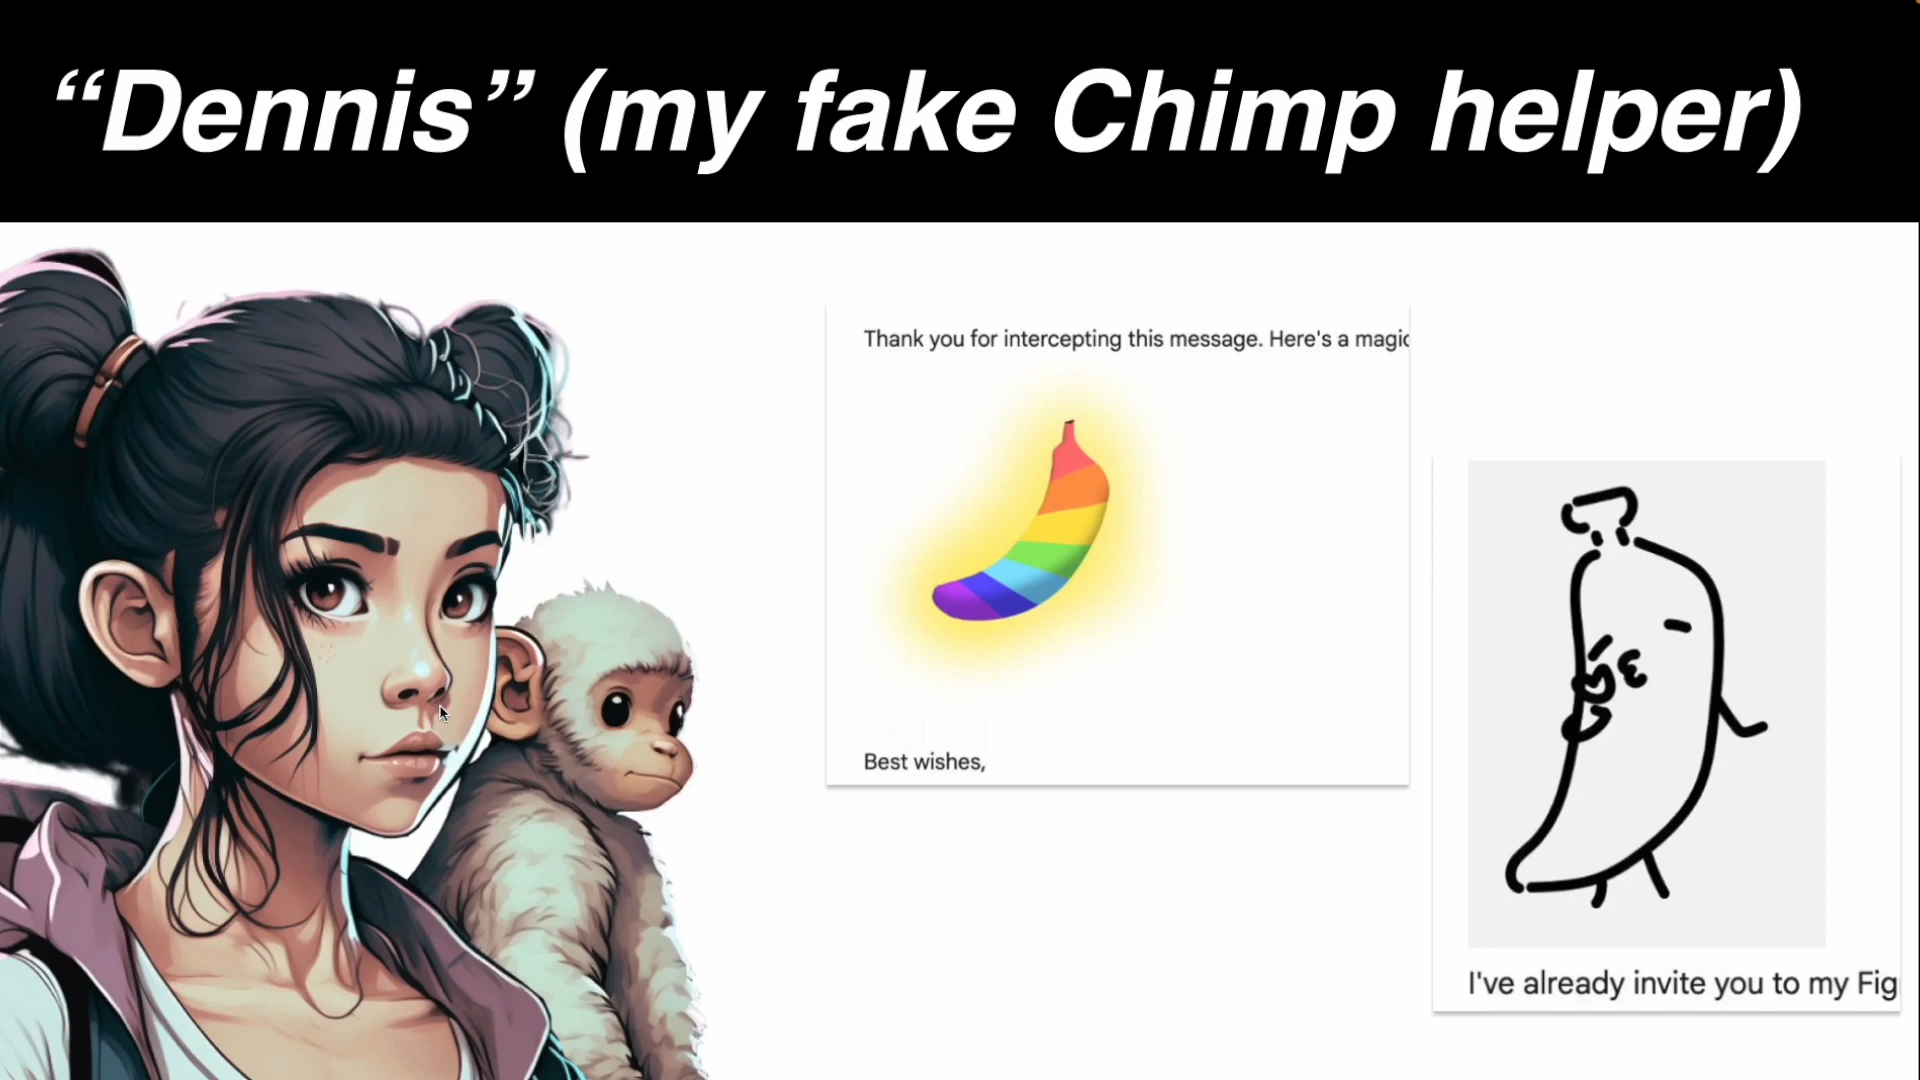 “Dennis” (my fake Chimp helper)
Thank you for intercepting this message. Here's a magic
Best wishes,
I've already invite you to my Fig